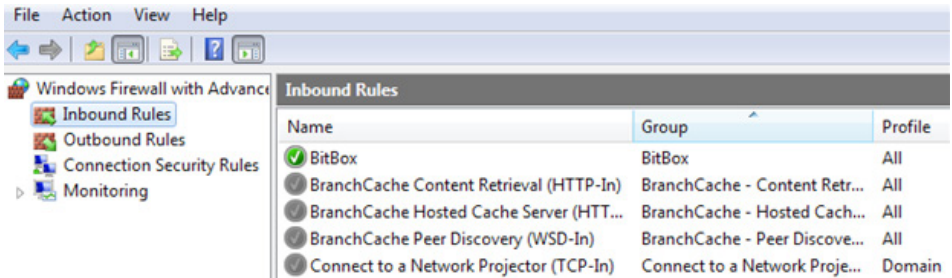 File Action View Help
Windows Firewall with Advance
Inbound Rules
Outbound Rules
Connection Security Rules
Monitoring
Inbound Rules
Name Group Profile
BitBox BitBox All
BranchCache Content Retrieval (HTTP-In) BranchCache - Content Retr... All
BranchCache Hosted Cache Server (HTT... BranchCache - Hosted Cach... All
BranchCache Peer Discovery (WSD-In) BranchCache - Peer Discove... All
Connect to a Network Projector (TCP-In) Connect to a Network Proje... Domain